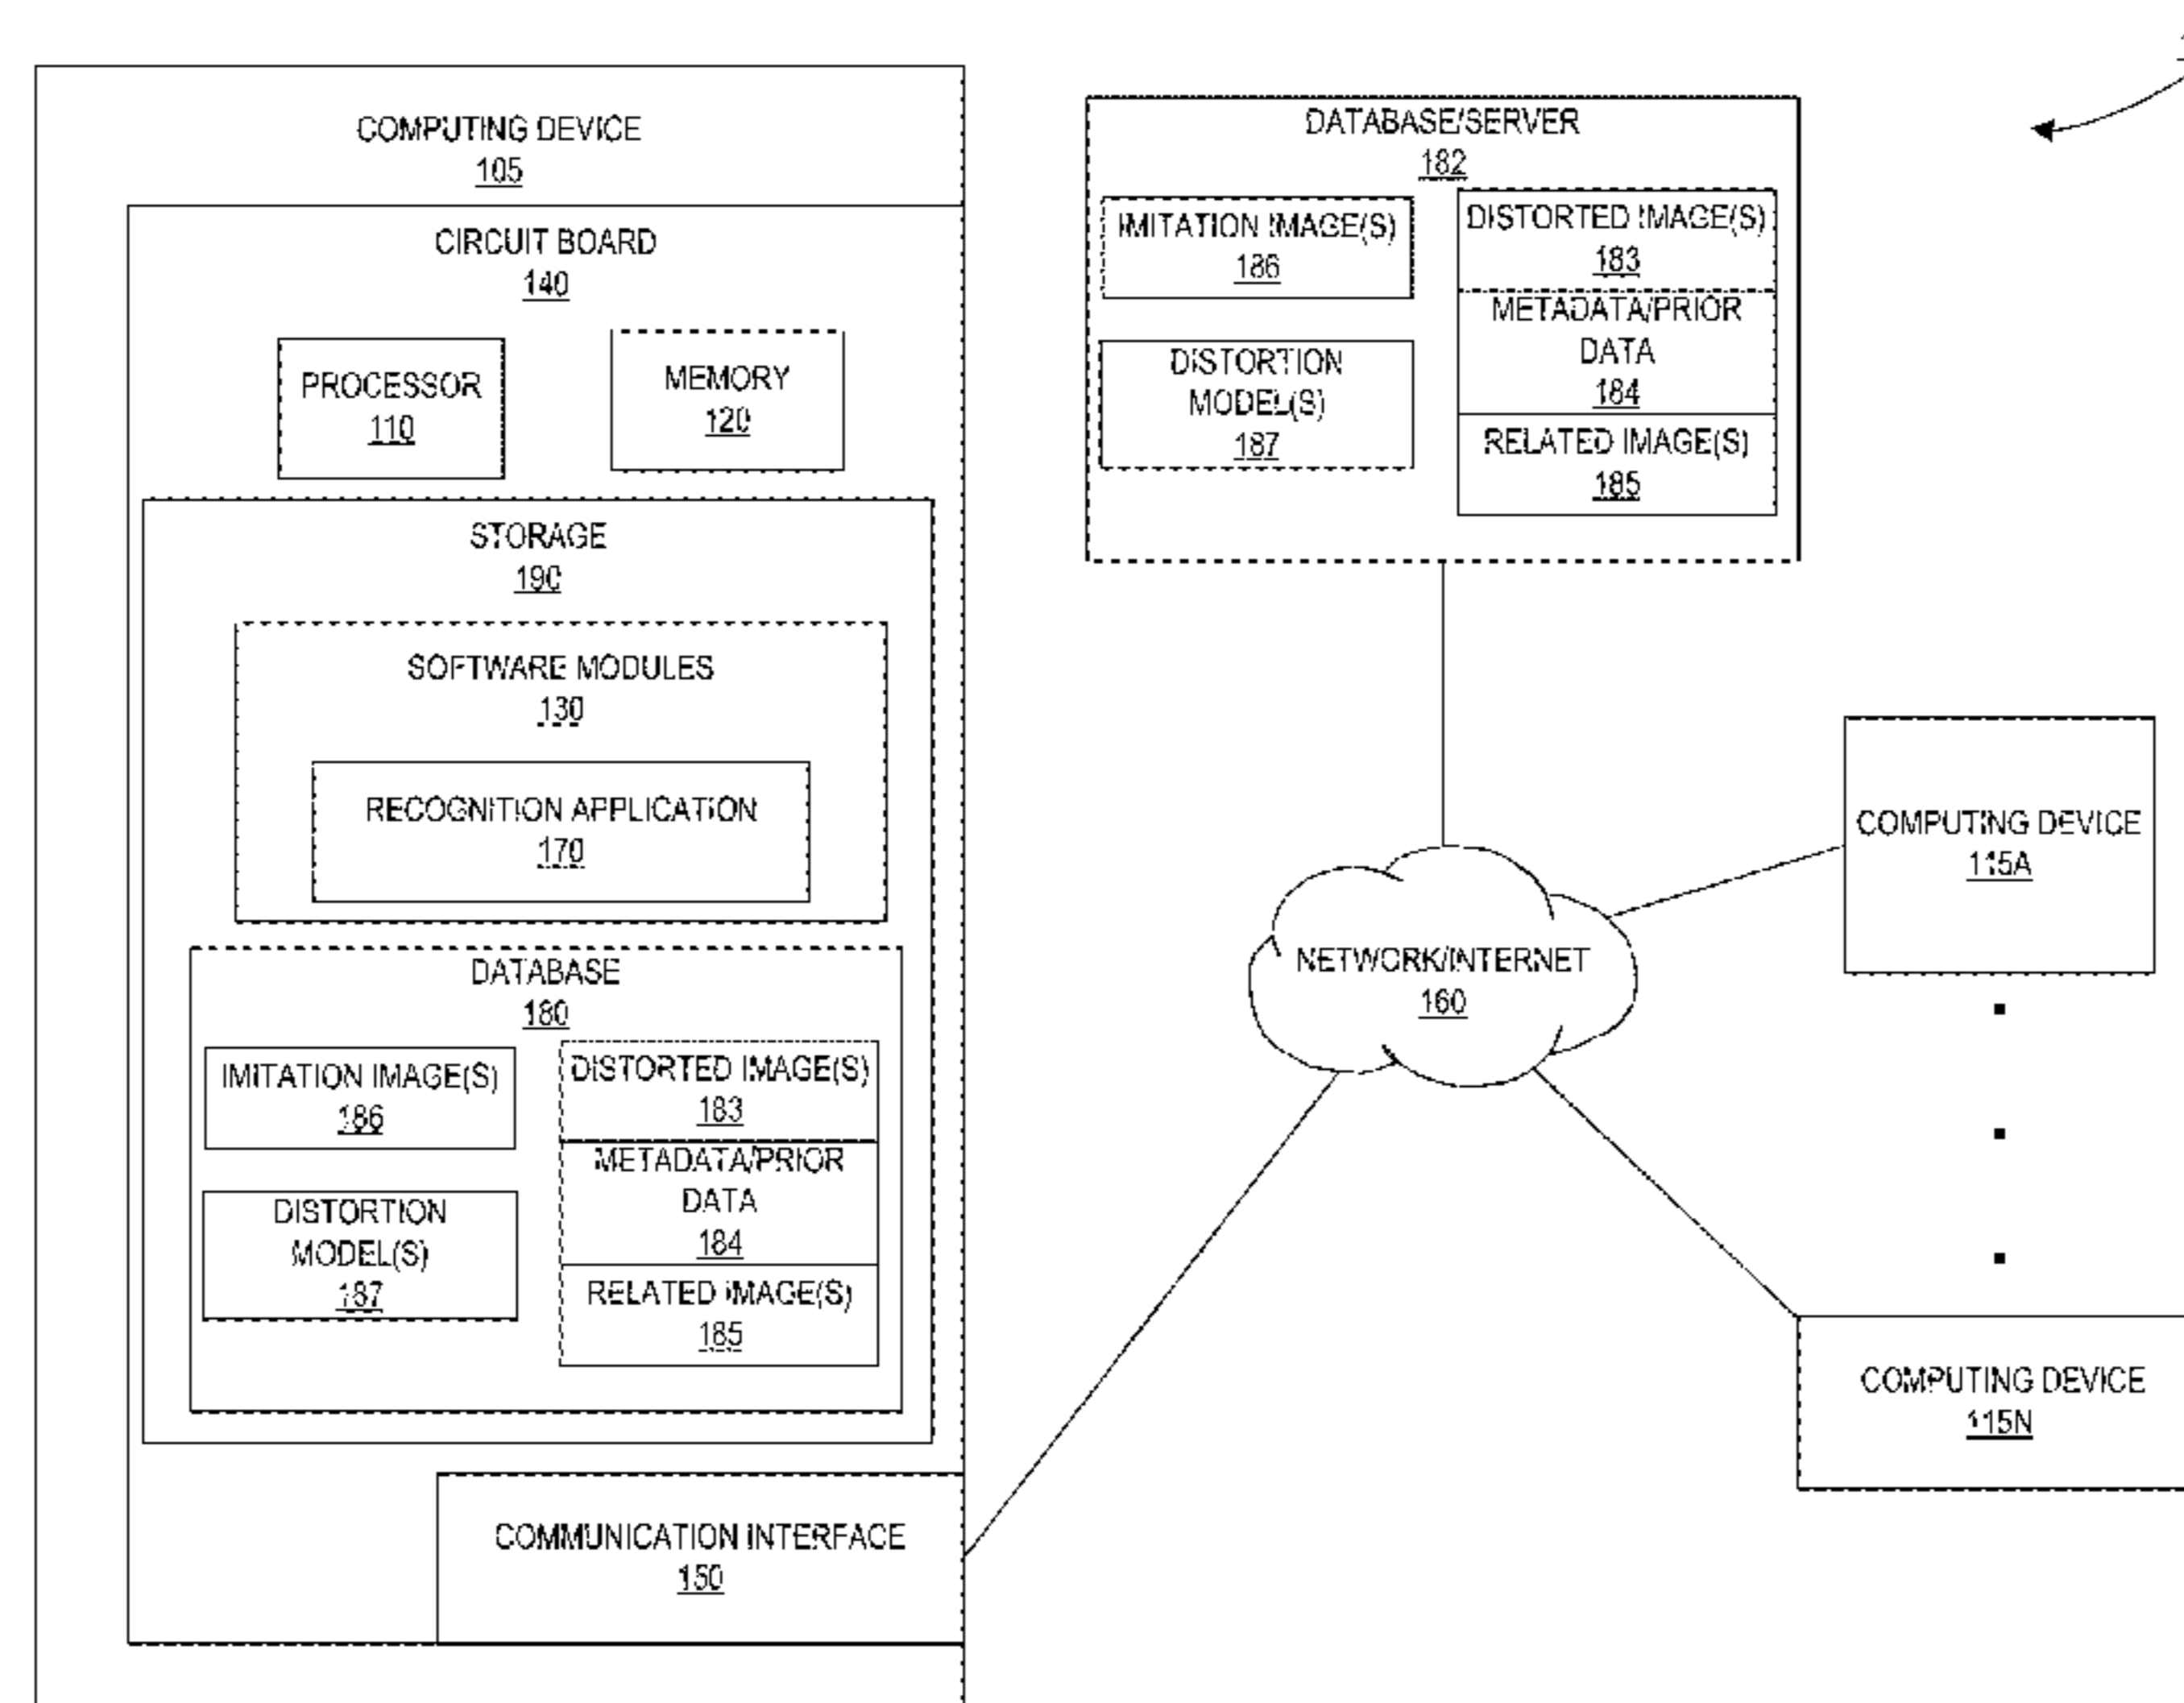 COMPUTING DEVICE
105
CIRCUIT BOARD
140
PROCESSOR
110
MEMORY
120
STORAGE
190
SOFTWARE MODULES
130
RECOGNITION APPLICATION
170
DATABASE
180
IMITATION IMAGE(S)
186
DISTORTION
MODEL(S)
187
DISTORTED IMAGE(S)
183
METADATA/PRIOR
DATA
184
RELATED IMAGE(S)
185
COMMUNICATION INTERFACE
150
DATABASE/SERVER
182
IMITATION IMAGE(S)
186
DISTORTION
MODEL(S)
187
DISTORTED IMAGE(S)
183
METADATA/PRIOR
DATA
184
RELATED IMAGE(S)
185
NETWORK/INTERNET
160
COMPUTING DEVICE
115A
COMPUTING DEVICE
115N